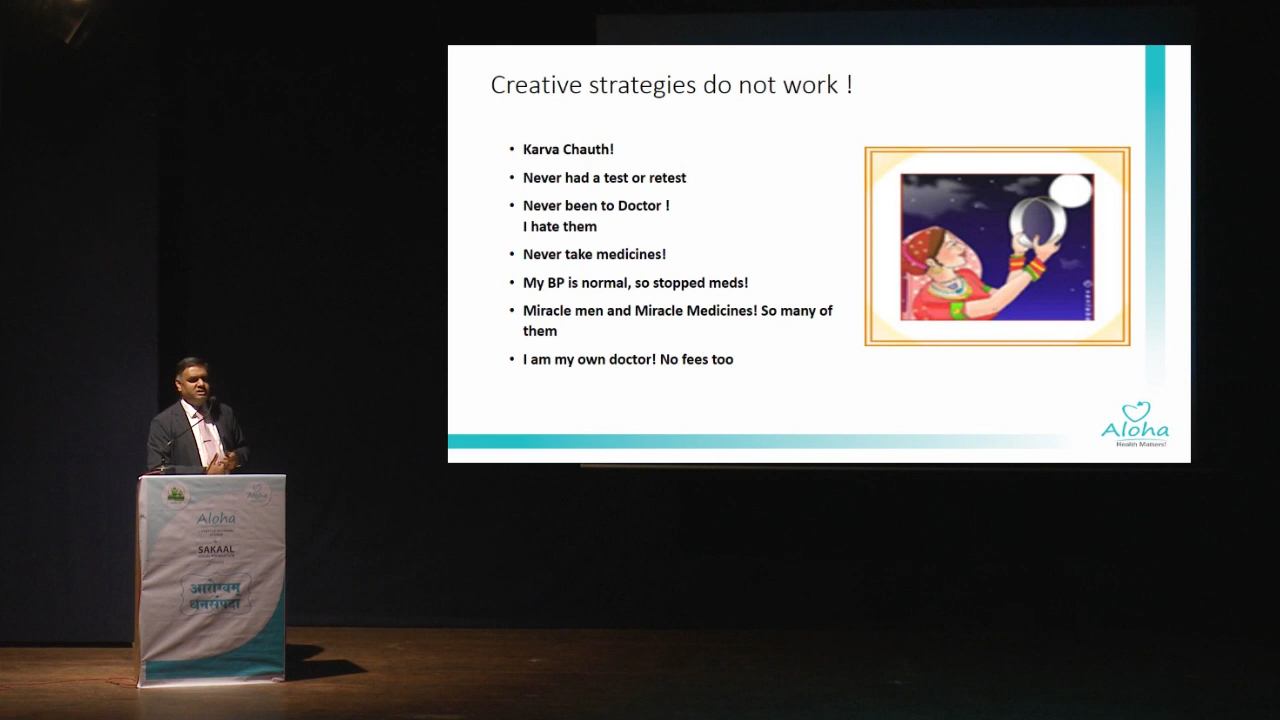 Creative strategies do not work !
• Karva Chauth!
• Never had a test or retest
• Never been to Doctor !
I hate them
• Never take medicines!
• My BP is normal, so stopped meds!
• Miracle men and Miracle Medicines! So many of
them
• I am my own doctor! No fees too
Aloha
Health Matters!
Aloha
Aloha
SAKAAL
आरोग्यम्
धनसंपदा